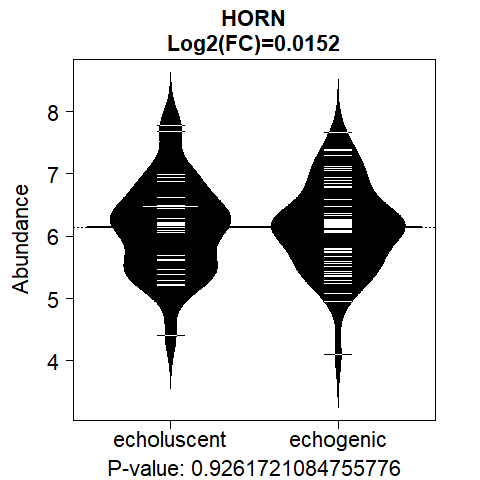 HORN
Log2(FC)=0.0152
Abundance
8
7
6
5
4
echoluscent echogenic
P-value: 0.9261721084755776